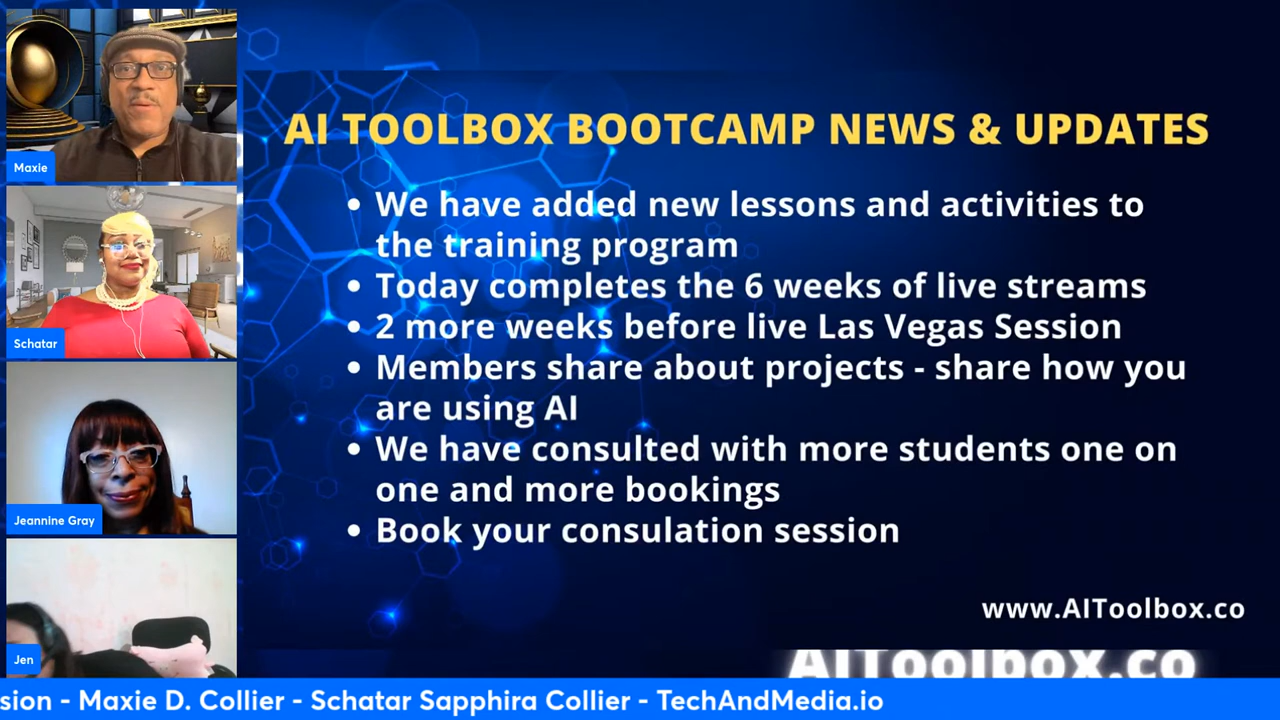 Maxie
Schatar
Jeannine Gray
Jen
AI TOOLBOX BOOTCAMP NEWS & UPDATES
• We have added new lessons and activities to
the training program
• Today completes the 6 weeks of live streams
• 2 more weeks before live Las Vegas Session
• Members share about projects - share how you
are using AI
• We have consulted with more students one on
one and more bookings
• Book your consulation session
www.AIToolbox.co
AIToolbox.co
sion - Maxie D. Collier - Schatar Sapphira Collier - TechAndMedia.io